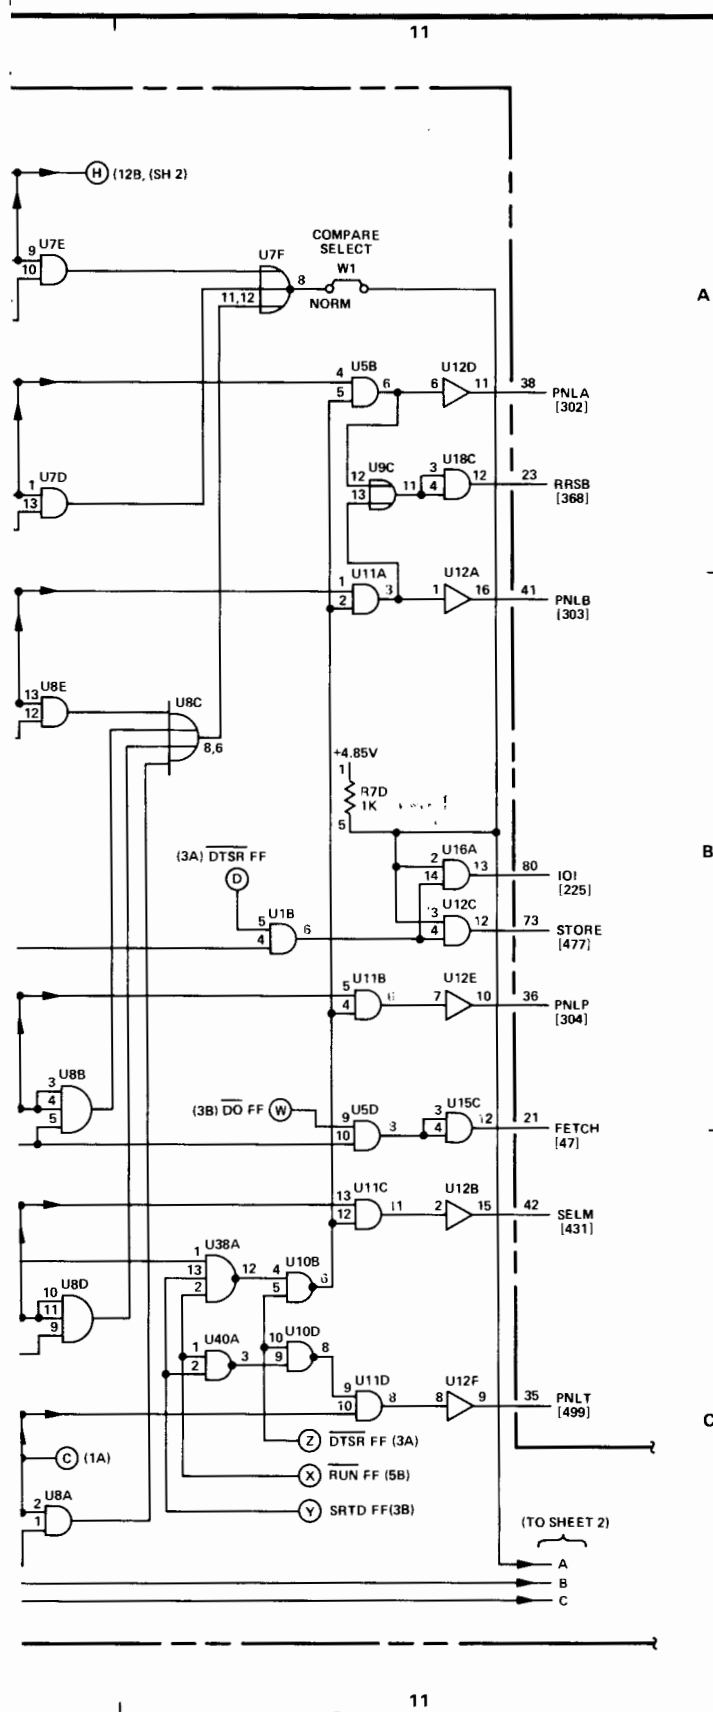 11
H (12B, (SH 2)
COMPARE
SELECT
W1
NORM
U7E
9
10
U7F
8
11,12
A
U5B
4
5
6
U12D
6
11
38
PNLA
[302]
U7D
1
13
U9C
12
13
11
U18C
3
4
12
23
RRSB
[368]
U11A
1
2
3
U12A
1
16
41
PNLB
[303]
U8E
13
12
U8C
8,6
+4.85V
1
R7D
1K
5
B
(3A) DTSR FF
D
U1B
5
4
6
U16A
2
14
13
80
IOI
[225]
U12C
3
4
12
73
STORE
[477]
U11B
5
4
6
U12E
7
10
36
PNLP
[304]
U8B
3
4
5
(3B) DO FF W
U5D
9
10
8
U15C
3
4
12
21
FETCH
[47]
U11C
13
12
11
U12B
2
15
42
SELM
[431]
U38A
1
13
2
12
U10B
4
5
6
U8D
10
11
9
U40A
1
2
3
U10D
10
9
8
U11D
9
10
8
U12F
8
9
35
PNLT
[499]
C
Z DTSR FF (3A)
C (1A)
X RUN FF (5B)
U8A
2
1
Y SRTD FF(3B)
(TO SHEET 2)
A
B
C
11